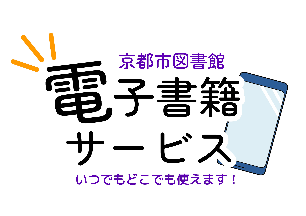 京都市図書館
電子書籍
サービス
いつでもどこでも使えます！